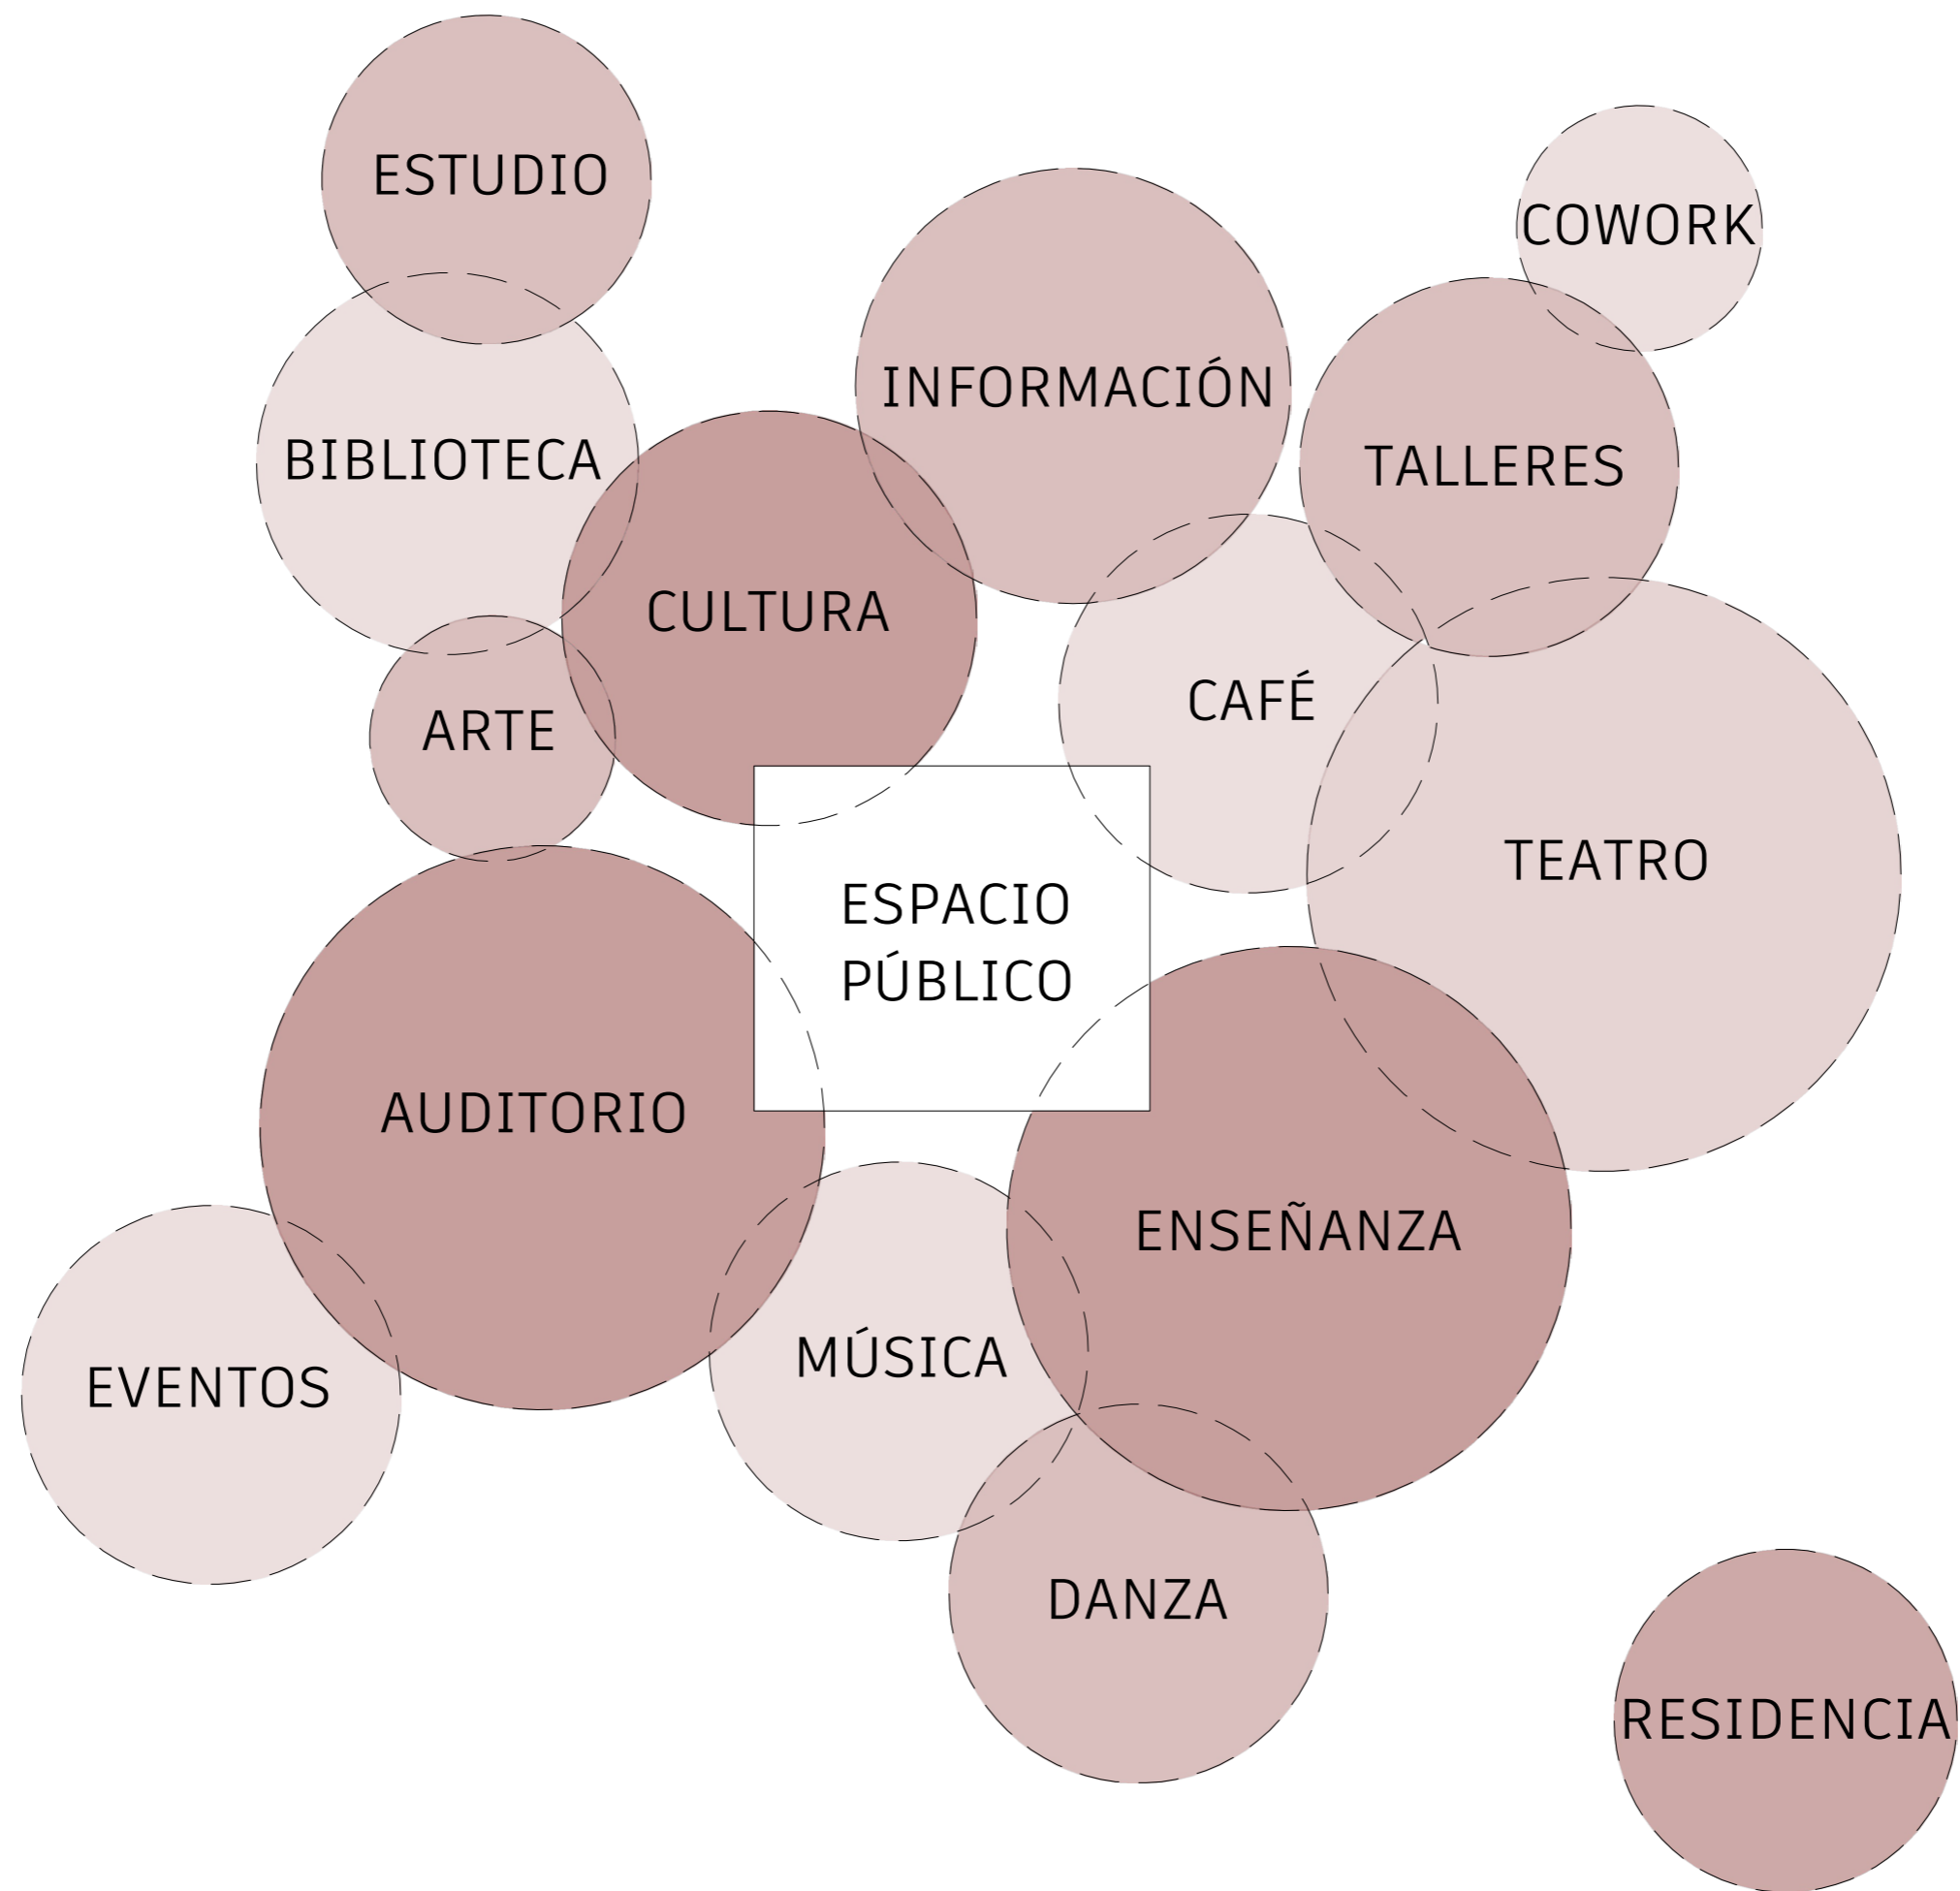 ESTUDIO
COWORK
INFORMACIÓN
BIBLIOTECA
TALLERES
CULTURA
CAFÉ
ARTE
TEATRO
ESPACIO
PÚBLICO
AUDITORIO
ENSEÑANZA
MÚSICA
EVENTOS
DANZA
RESIDENCIA